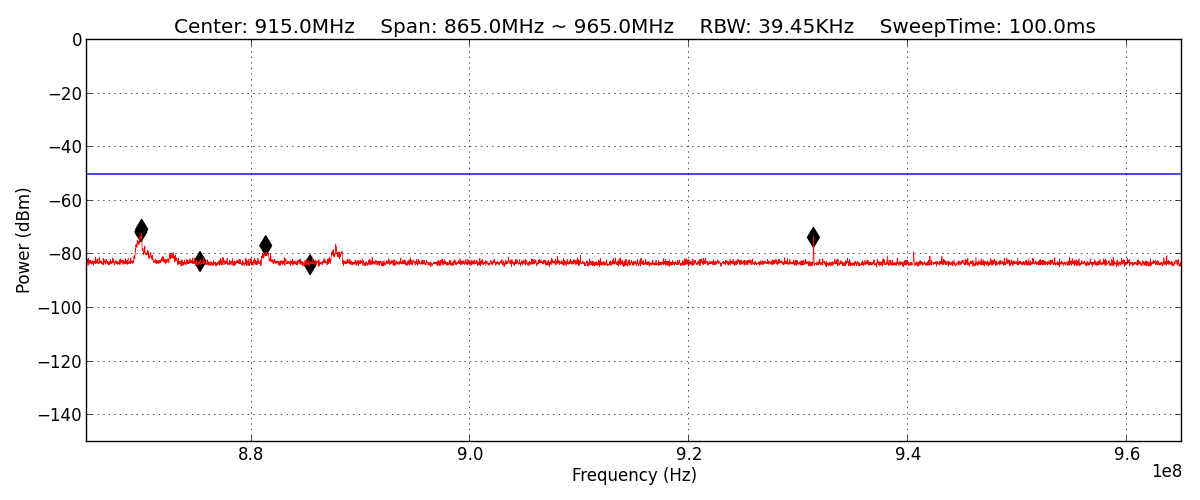 Center: 915.0MHz    Span: 865.0MHz ~ 965.0MHz    RBW: 39.45KHz    SweepTime: 100.0ms
0
−20
−40
−60
−80
−100
−120
−140
Power (dBm)
8.8 9.0 9.2 9.4 9.6
1e8
Frequency (Hz)